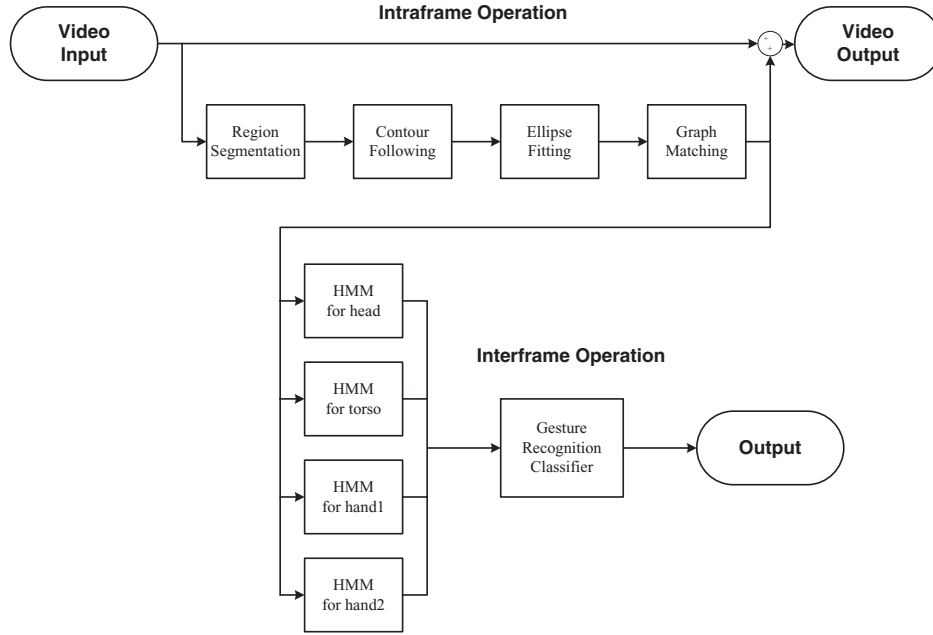 Intraframe Operation
Video
Input
+
+
Video
Output
Region
Segmentation
Contour
Following
Ellipse
Fitting
Graph
Matching
HMM
for head
Interframe Operation
HMM
for torso
Gesture
Recognition
Classifier
Output
HMM
for hand1
HMM
for hand2